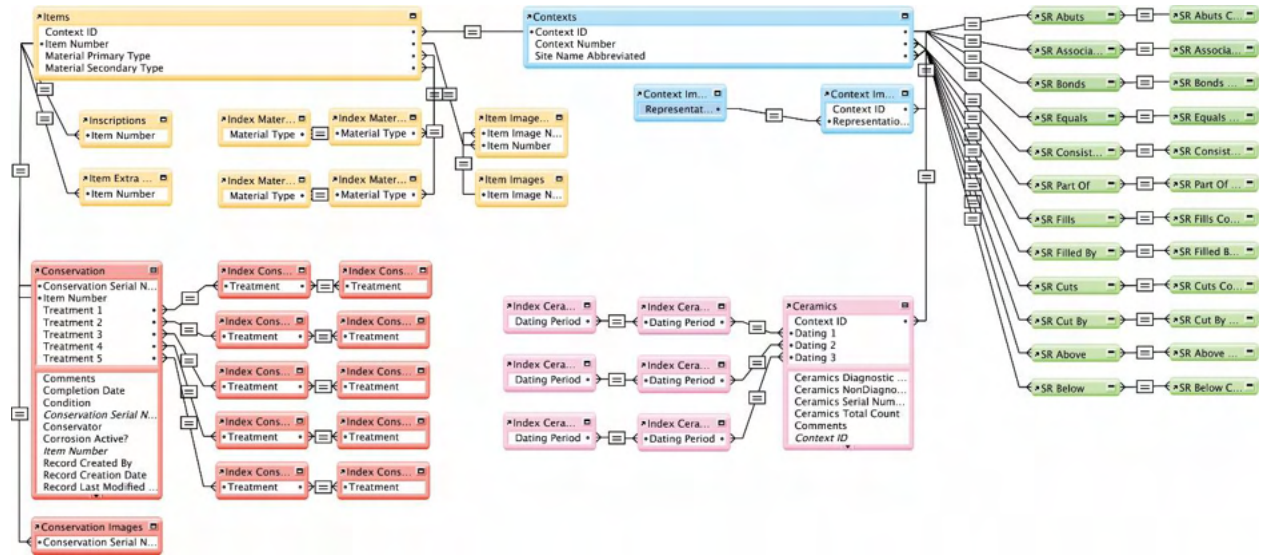 Items
Context ID
Item Number
Material Primary Type
Material Secondary Type
Contexts
Context ID
Context Number
Site Name Abbreviated
Context Im...
Representat...
Context Im...
Context ID
Representatio...
Inscriptions
Item Number
Item Extra ...
Item Number
Index Mater...
Material Type
Index Mater...
Material Type
Index Mater...
Material Type
Index Mater...
Material Type
Item Image...
Item Image N...
Item Number
Item Images
Item Image N...
SR Abuts
SR Abuts C...
SR Associa...
SR Associa...
SR Bonds
SR Bonds ...
SR Equals
SR Equals ...
SR Consist...
SR Consist...
SR Part Of
SR Part Of ...
SR Fills
SR Fills Co...
SR Filled By
SR Filled B...
SR Cuts
SR Cuts Co...
SR Cut By
SR Cut By ...
SR Above
SR Above ...
SR Below
SR Below C...
Conservation
Conservation Serial N...
Item Number
Treatment 1
Treatment 2
Treatment 3
Treatment 4
Treatment 5
Comments
Completion Date
Condition
Conservation Serial N...
Conservator
Corrosion Active?
Item Number
Record Created By
Record Creation Date
Record Last Modified ...
Index Cons...
Treatment
Index Cons...
Treatment
Index Cons...
Treatment
Index Cons...
Treatment
Index Cons...
Treatment
Index Cons...
Treatment
Index Cons...
Treatment
Index Cons...
Treatment
Index Cons...
Treatment
Index Cons...
Treatment
Conservation Images
Conservation Serial N...
Index Cera...
Dating Period
Index Cera...
Dating Period
Index Cera...
Dating Period
Index Cera...
Dating Period
Index Cera...
Dating Period
Index Cera...
Dating Period
Ceramics
Context ID
Dating 1
Dating 2
Dating 3
Ceramics Diagnostic ...
Ceramics NonDiagno...
Ceramics Serial Num...
Ceramics Total Count
Comments
Context ID